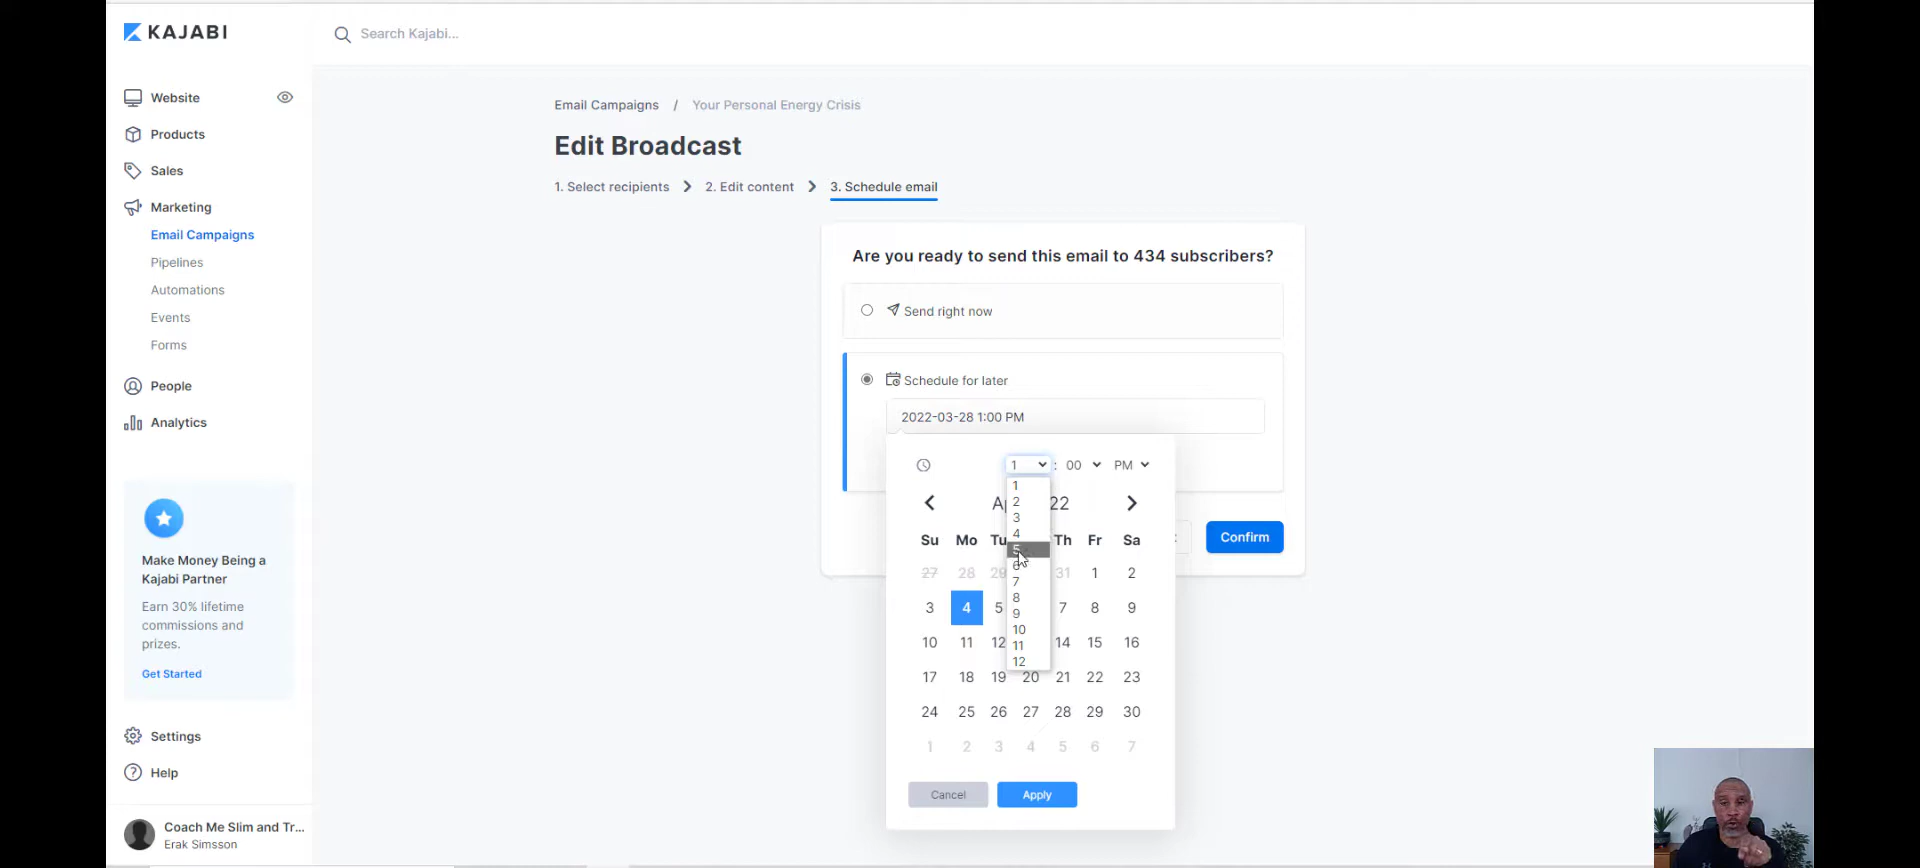 KAJABI
Search Kajabi...
Website
Products
Sales
Marketing
Email Campaigns
Pipelines
Automations
Events
Forms
People
Analytics
Make Money Being a
Kajabi Partner
Earn 30% lifetime
commissions and
prizes.
Get Started
Settings
Help
Coach Me Slim and Tr...
Erak Simsson
Email Campaigns / Your Personal Energy Crisis
Edit Broadcast
1. Select recipients > 2. Edit content > 3. Schedule email
Are you ready to send this email to 434 subscribers?
Send right now
Schedule for later
2022-03-28 1:00 PM
1 : 00 PM
1
2
3
4
5
6
7
8
9
10
11
12
22
Su Mo Tu Th Fr Sa
27 28 29 31 1 2
3 4 5 7 8 9
10 11 12 14 15 16
17 18 19 20 21 22 23
24 25 26 27 28 29 30
1 2 3 4 5 6 7
Cancel Apply
Confirm